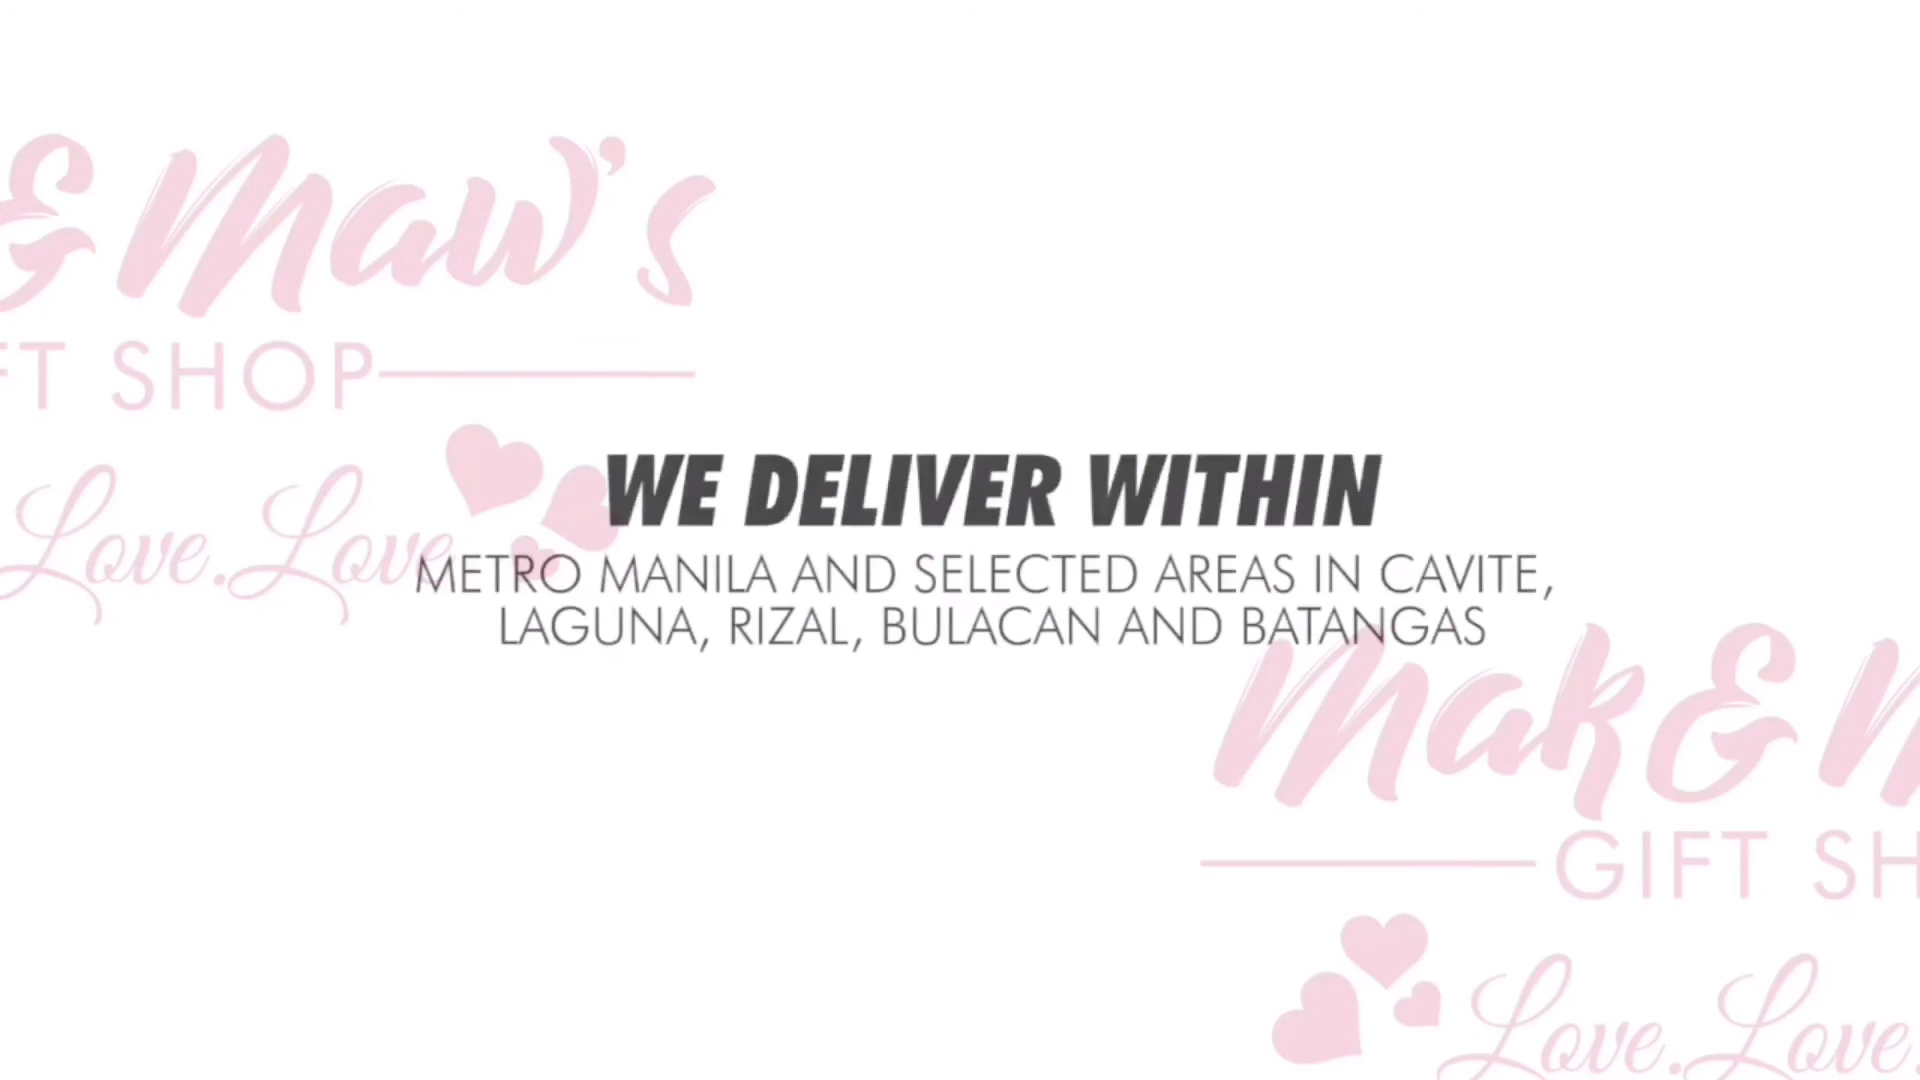 & Maw's
FT SHOP
Love.Love
WE DELIVER WITHIN
METRO MANILA AND SELECTED AREAS IN CAVITE,
LAGUNA, RIZAL, BULACAN AND BATANGAS
Mak & M
GIFT SH
Love.Love.